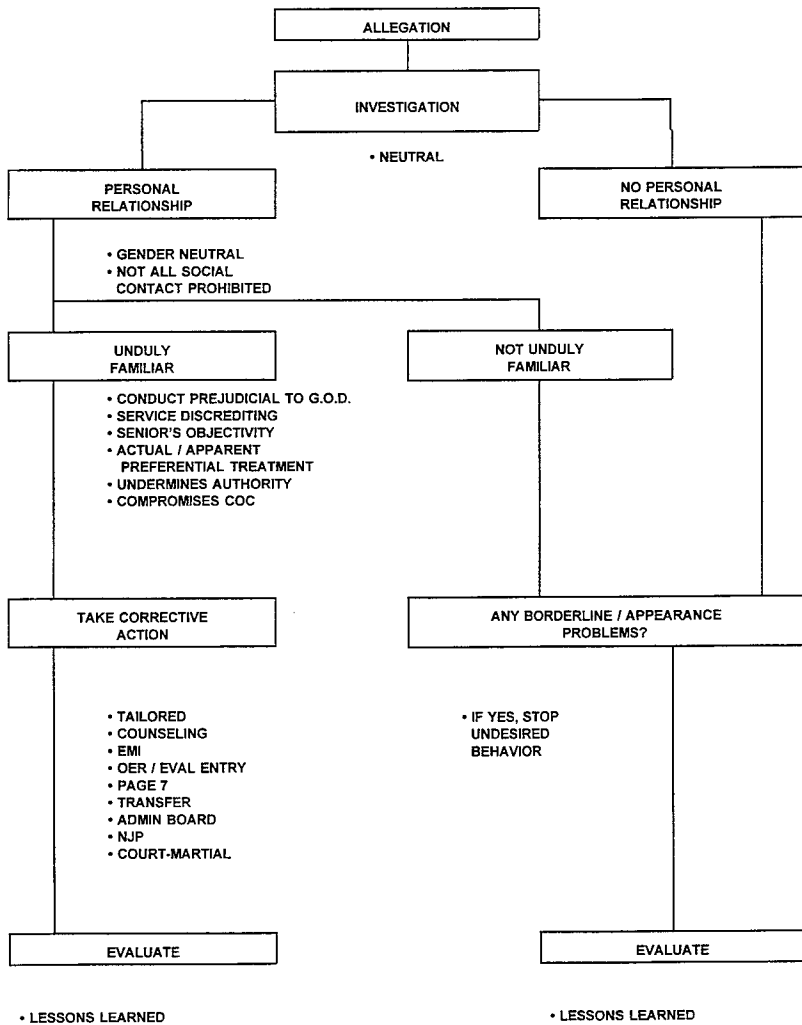 ALLEGATION
INVESTIGATION
• NEUTRAL
PERSONAL
RELATIONSHIP
NO PERSONAL
RELATIONSHIP
• GENDER NEUTRAL
• NOT ALL SOCIAL
CONTACT PROHIBITED
UNDULY
FAMILIAR
NOT UNDULY
FAMILIAR
• CONDUCT PREJUDICIAL TO G.O.D.
• SERVICE DISCREDITING
• SENIOR'S OBJECTIVITY
• ACTUAL / APPARENT
PREFERENTIAL TREATMENT
• UNDERMINES AUTHORITY
• COMPROMISES COC
TAKE CORRECTIVE
ACTION
ANY BORDERLINE / APPEARANCE
PROBLEMS?
• TAILORED
• COUNSELING
• EMI
• OER / EVAL ENTRY
• PAGE 7
• TRANSFER
• ADMIN BOARD
• NJP
• COURT-MARTIAL
• IF YES, STOP
UNDESIRED
BEHAVIOR
EVALUATE
EVALUATE
• LESSONS LEARNED
• LESSONS LEARNED